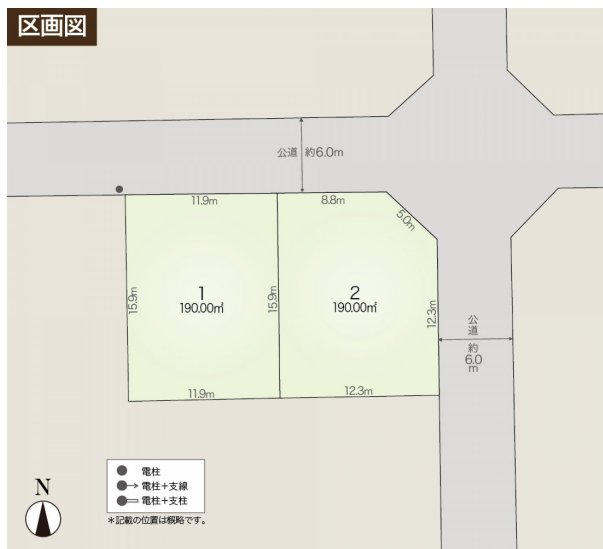 区画図
公道 約6.0m
11.9m
8.8m
5.0m
15.9m
1
190.00㎡
15.9m
2
190.00㎡
12.3m
公道
約
6.0
m
11.9m
12.3m
電柱
電柱+支線
電柱+支柱
*記載の位置は概略です。
N